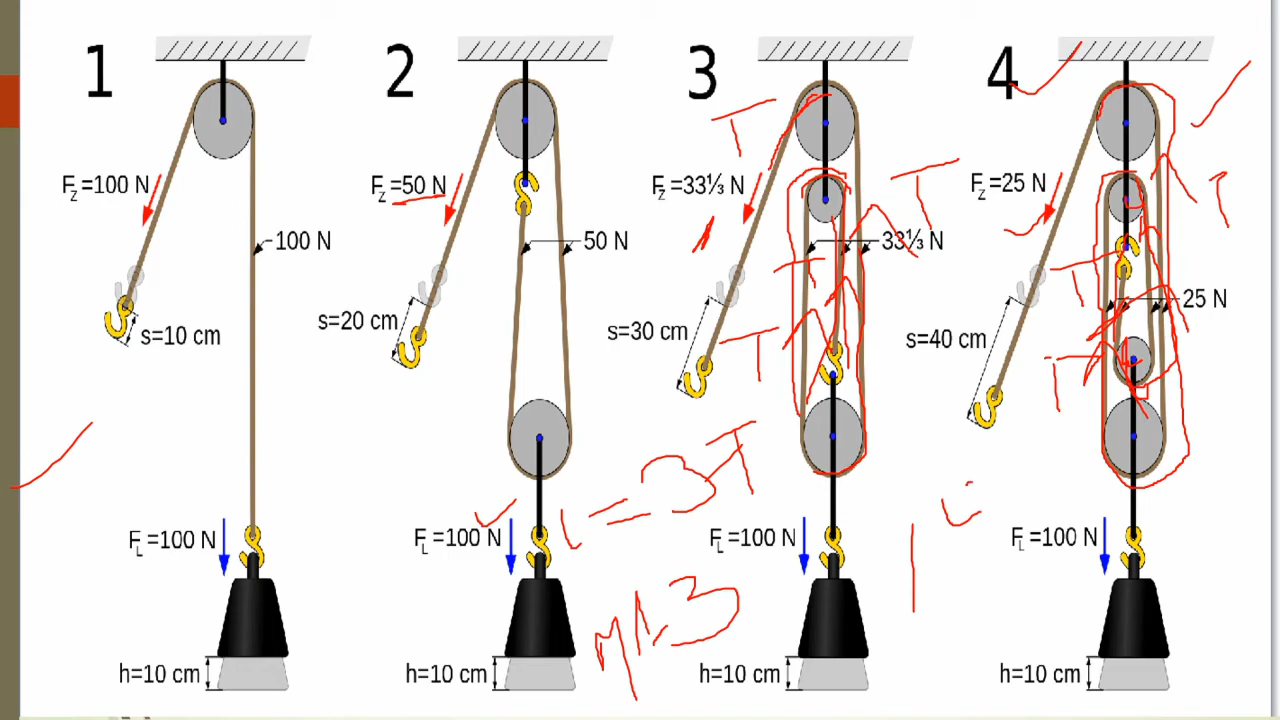 1
2
3
4
F_Z =100 N
F_Z =50 N
F_Z =33⅓ N
F_Z =25 N
100 N
50 N
33⅓ N
25 N
s=10 cm
s=20 cm
s=30 cm
s=40 cm
T
T
T
T
T
T
T
L = 3T
F_L =100 N
F_L =100 N
F_L =100 N
F_L =100 N
h=10 cm
h=10 cm
h=10 cm
h=10 cm